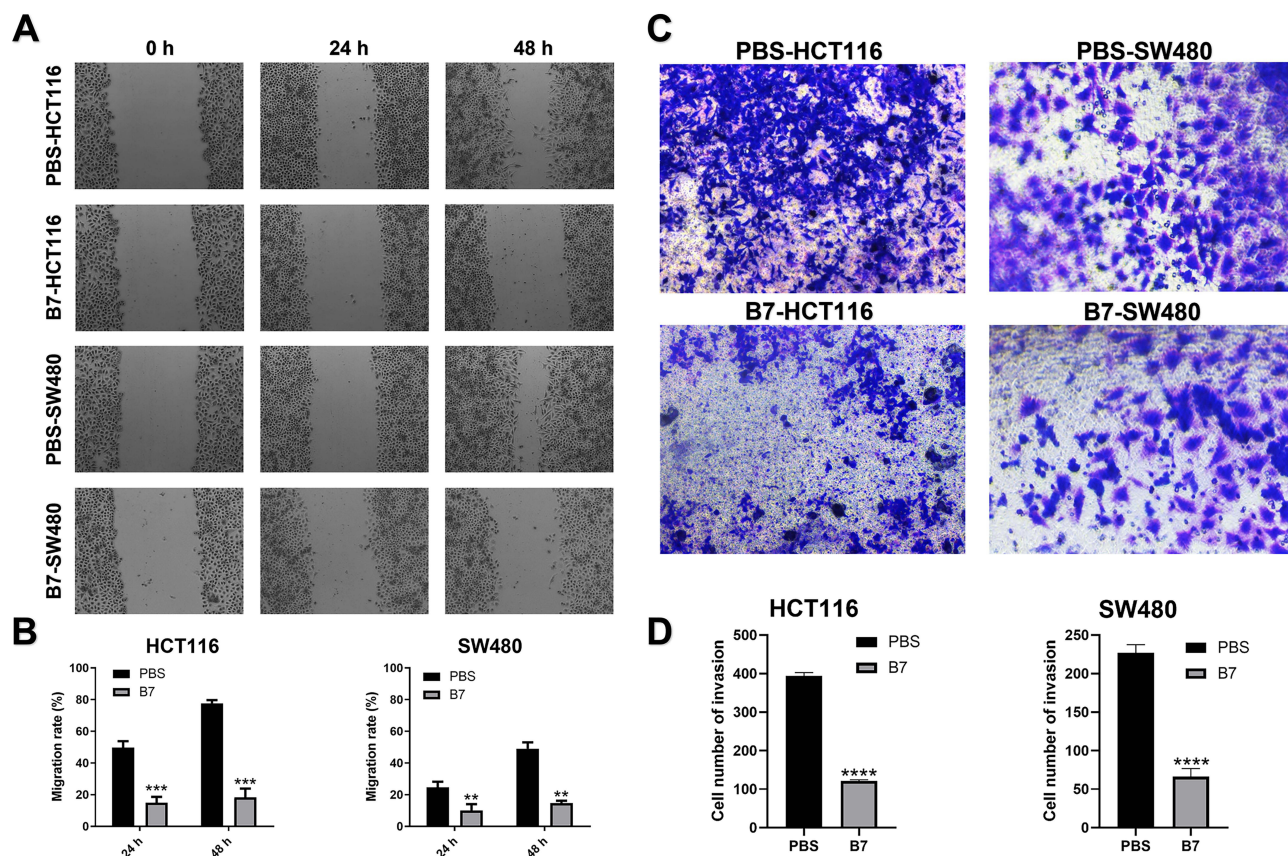 A
0 h 24 h 48 h
PBS-HCT116
B7-HCT116
PBS-SW480
B7-SW480
B
HCT116
Migration rate (%)
100
80
60
40
20
0
PBS
B7
***
***
24 h
48 h
SW480
Migration rate (%)
100
80
60
40
20
0
PBS
B7
**
**
24 h
48 h
C
PBS-HCT116 PBS-SW480
B7-HCT116 B7-SW480
D
HCT116
Cell number of invasion
500
400
300
200
100
0
PBS
B7
****
PBS B7
SW480
Cell number of invasion
250
200
150
100
50
0
PBS
B7
****
PBS B7